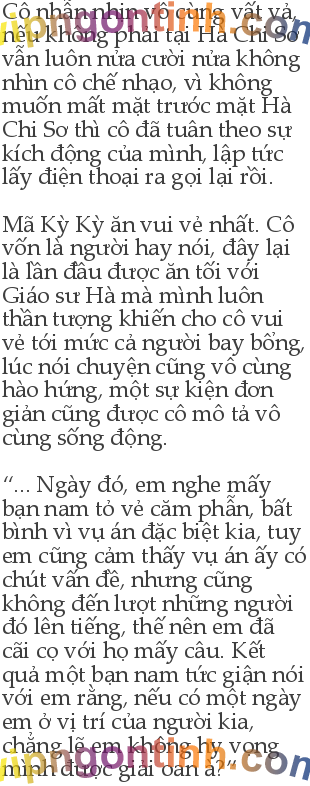 Cô nhẫn nhịn vô cùng vất vả,
nếu không phải tại Hà Chi Sơ
vẫn luôn nửa cười nửa không
nhìn cô chế nhạo, vì không
muốn mất mặt trước mặt Hà
Chi Sơ thì cô đã tuân theo sự
kích động của mình, lập tức
lấy điện thoại ra gọi lại rồi.
Mã Kỳ Kỳ ăn vui vẻ nhất. Cô
vốn là người hay nói, đây lại
là lần đầu được ăn tối với
Giáo sư Hà mà mình luôn
thần tượng khiến cho cô vui
vẻ tới mức cả người bay bổng,
lúc nói chuyện cũng vô cùng
hào hứng, một sự kiện đơn
giản cũng được cô mô tả vô
cùng sống động.
“... Ngày đó, em nghe mấy
bạn nam tỏ vẻ căm phẫn, bất
bình vì vụ án đặc biệt kia, tuy
em cũng cảm thấy vụ án ấy có
chút vấn đề, nhưng cũng
không đến lượt những người
đó lên tiếng, thế nên em đã
cãi cọ với họ mấy câu. Kết
quả một bạn nam tức giận nói
với em rằng, nếu có một ngày
em ở vị trí của người kia,
chẳng lẽ em không hy vọng
mình được giải oan à?”
vipngontinh.com
vipngontinh.com